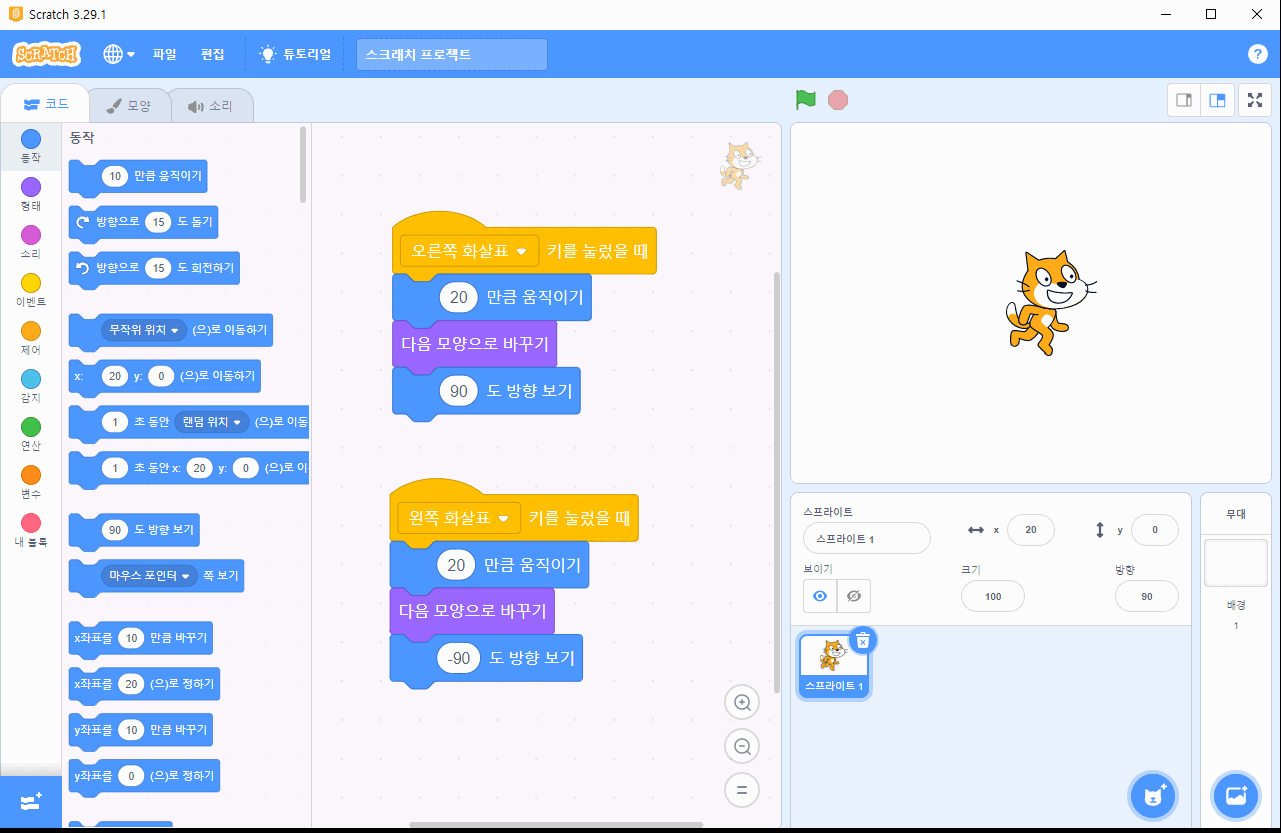 Scratch 3.29.1
SCRATCH
파일
편집
튜토리얼
스크래치 프로젝트
?
코드
모양
소리
동작
형태
소리
이벤트
제어
감지
연산
변수
내 블록
동작
10 만큼 움직이기
방향으로 15 도 돌기
방향으로 15 도 회전하기
무작위 위치 (으)로 이동하기
x: 20 y: 0 (으)로 이동하기
1 초 동안 랜덤 위치 (으)로 이동
1 초 동안 x: 20 y: 0 (으)로 이
90 도 방향 보기
마우스 포인터 쪽 보기
x좌표를 10 만큼 바꾸기
x좌표를 20 (으)로 정하기
y좌표를 10 만큼 바꾸기
y좌표를 0 (으)로 정하기
오른쪽 화살표 키를 눌렀을 때
20 만큼 움직이기
다음 모양으로 바꾸기
90 도 방향 보기
왼쪽 화살표 키를 눌렀을 때
20 만큼 움직이기
다음 모양으로 바꾸기
-90 도 방향 보기
스프라이트
스프라이트 1
x 20
y 0
보이기
크기
100
방향
90
스프라이트 1
무대
배경
1